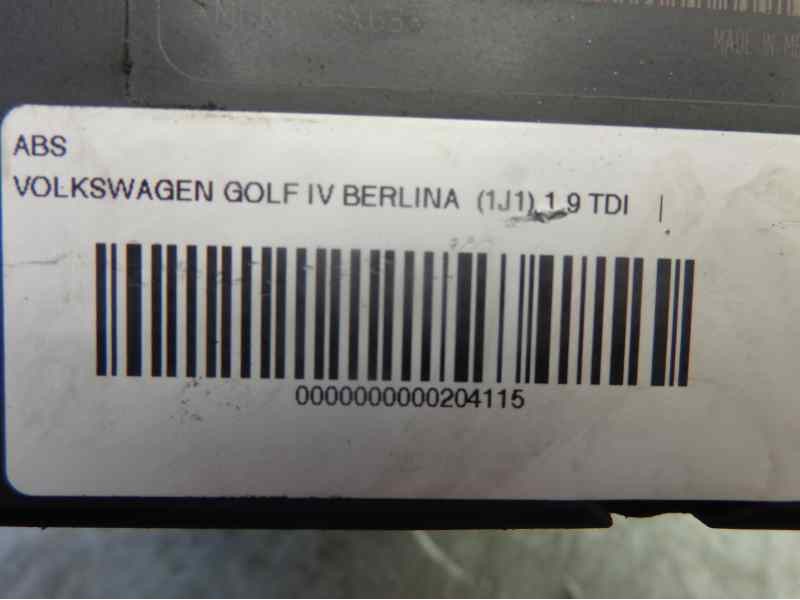 MADE IN
ABS
VOLKSWAGEN GOLF IV BERLINA (1J1) 1.9 TDI |
0000000000204115